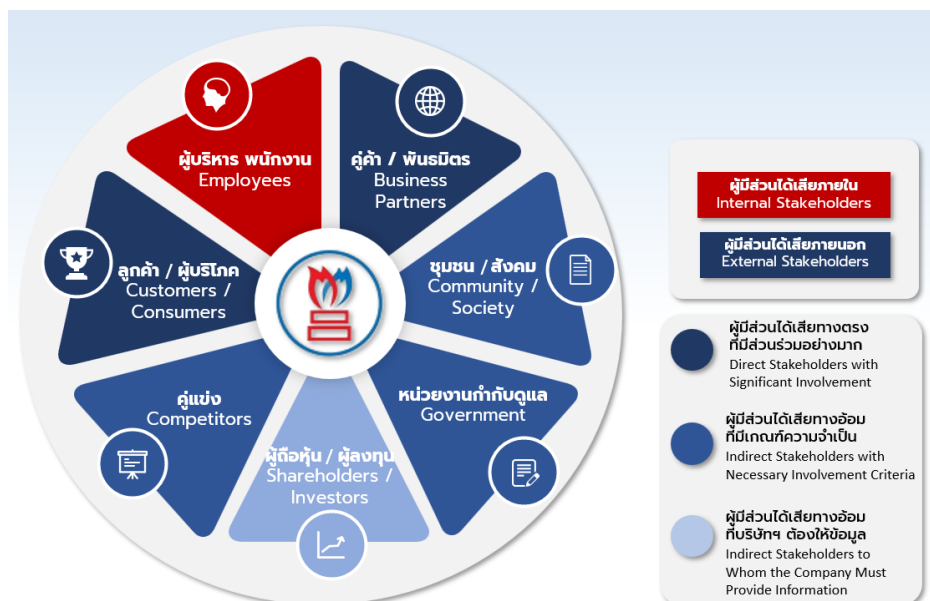 ผู้บริหาร พนักงาน
Employees
คู่ค้า / พันธมิตร
Business
Partners
ลูกค้า / ผู้บริโภค
Customers /
Consumers
ชุมชน / สังคม
Community /
Society
คู่แข่ง
Competitors
หน่วยงานกำกับดูแล
Government
ผู้ถือหุ้น / ผู้ลงทุน
Shareholders /
Investors
ผู้มีส่วนได้เสียภายใน
Internal Stakeholders
ผู้มีส่วนได้เสียภายนอก
External Stakeholders
ผู้มีส่วนได้เสียทางตรง
ที่มีส่วนร่วมอย่างมาก
Direct Stakeholders with
Significant Involvement
ผู้มีส่วนได้เสียทางอ้อม
ที่มีเกณฑ์ความจำเป็น
Indirect Stakeholders with
Necessary Involvement Criteria
ผู้มีส่วนได้เสียทางอ้อม
ที่บริษัทฯ ต้องให้ข้อมูล
Indirect Stakeholders to
Whom the Company Must
Provide Information